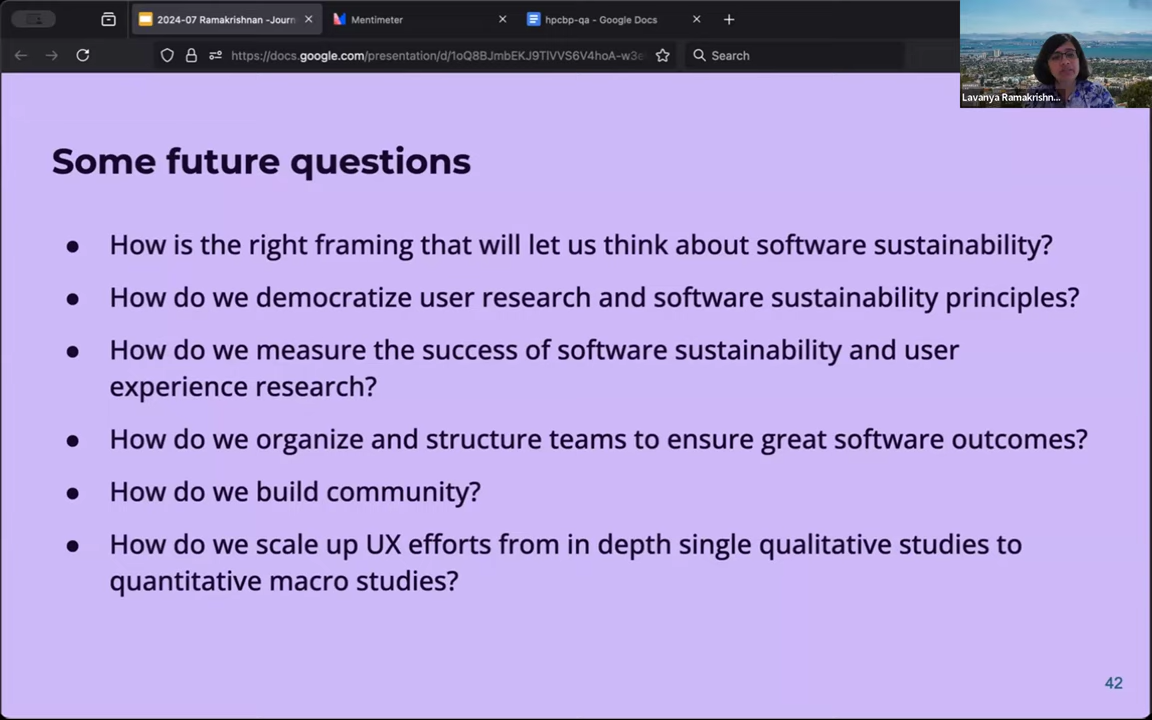 2024-07 Ramakrishnan -Journ
Mentimeter
hpcbp-qa - Google Docs
https://docs.google.com/presentation/d/1oQ8BJmbEKJ9TlVVS6V4hoA-w3e
Search
Lavanya Ramakrishn...
Some future questions
● How is the right framing that will let us think about software sustainability?
● How do we democratize user research and software sustainability principles?
● How do we measure the success of software sustainability and user
experience research?
● How do we organize and structure teams to ensure great software outcomes?
● How do we build community?
● How do we scale up UX efforts from in depth single qualitative studies to
quantitative macro studies?
42